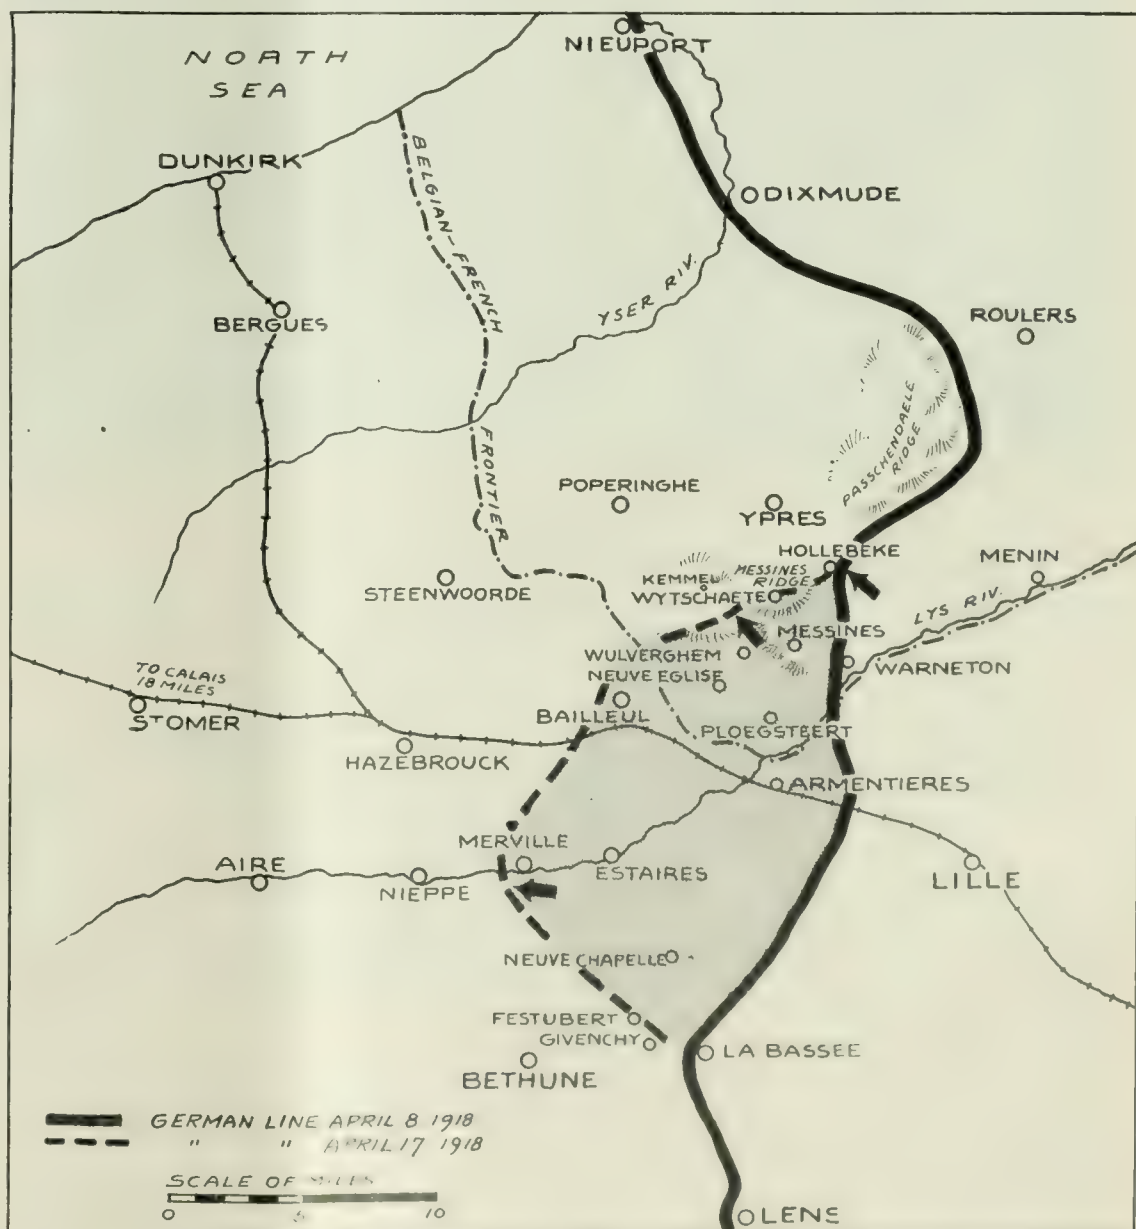 NORTH
SEA
NIEUPORT
DUNKIRK
BELGIAN-FRENCH
FRONTIER
DIXMUDE
YSER RIV.
BERGUES
ROULERS
PASSCHENDAELE
RIDGE
POPERINGHE
YPRES
HOLLEBEKE
MENIN
STEENWOORDE
KEMMEL
MESSINES
RIDGE
WYTSCHAETE
LYS RIV.
MESSINES
WULVERGHEM
WARNETON
NEUVE EGLISE
TO CALAIS
18 MILES
STOMER
BAILLEUL
PLOEGSTEERT
HAZEBROUCK
ARMENTIERES
MERVILLE
AIRE
NIEPPE
ESTAIRES
LILLE
NEUVE CHAPELLE
FESTUBERT
GIVENCHY
LA BASSEE
BETHUNE
GERMAN LINE APRIL 8 1918
" " APRIL 17 1918
SCALE OF MILES
0 5 10
LENS